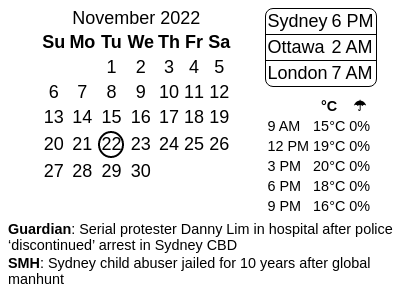 November 2022
Su Mo Tu We Th Fr Sa
1 2 3 4 5
6 7 8 9 10 11 12
13 14 15 16 17 18 19
20 21 22 23 24 25 26
27 28 29 30
Sydney 6 PM
Ottawa 2 AM
London 7 AM
°C ☂
9 AM 15°C 0%
12 PM 19°C 0%
3 PM 20°C 0%
6 PM 18°C 0%
9 PM 16°C 0%
Guardian: Serial protester Danny Lim in hospital after police
‘discontinued’ arrest in Sydney CBD
SMH: Sydney child abuser jailed for 10 years after global
manhunt